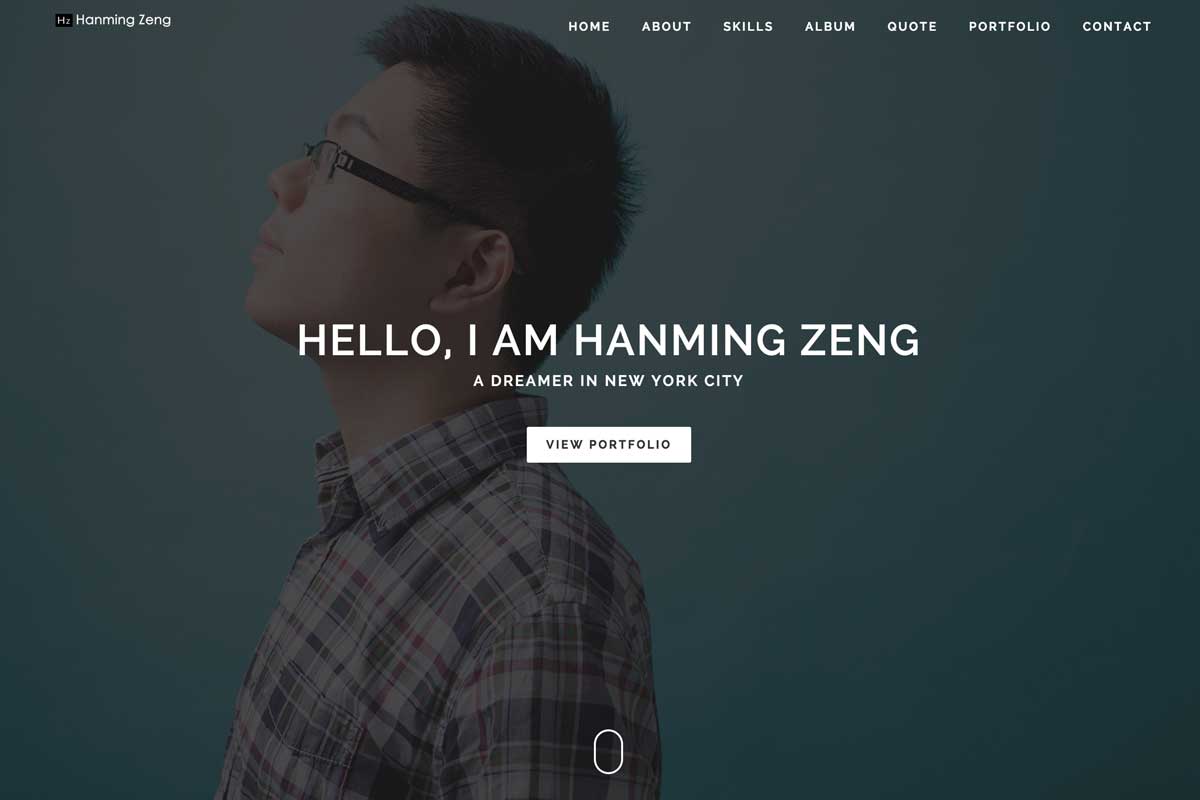 Hz Hanming Zeng
HOME ABOUT SKILLS ALBUM QUOTE PORTFOLIO CONTACT
HELLO, I AM HANMING ZENG
A DREAMER IN NEW YORK CITY
VIEW PORTFOLIO